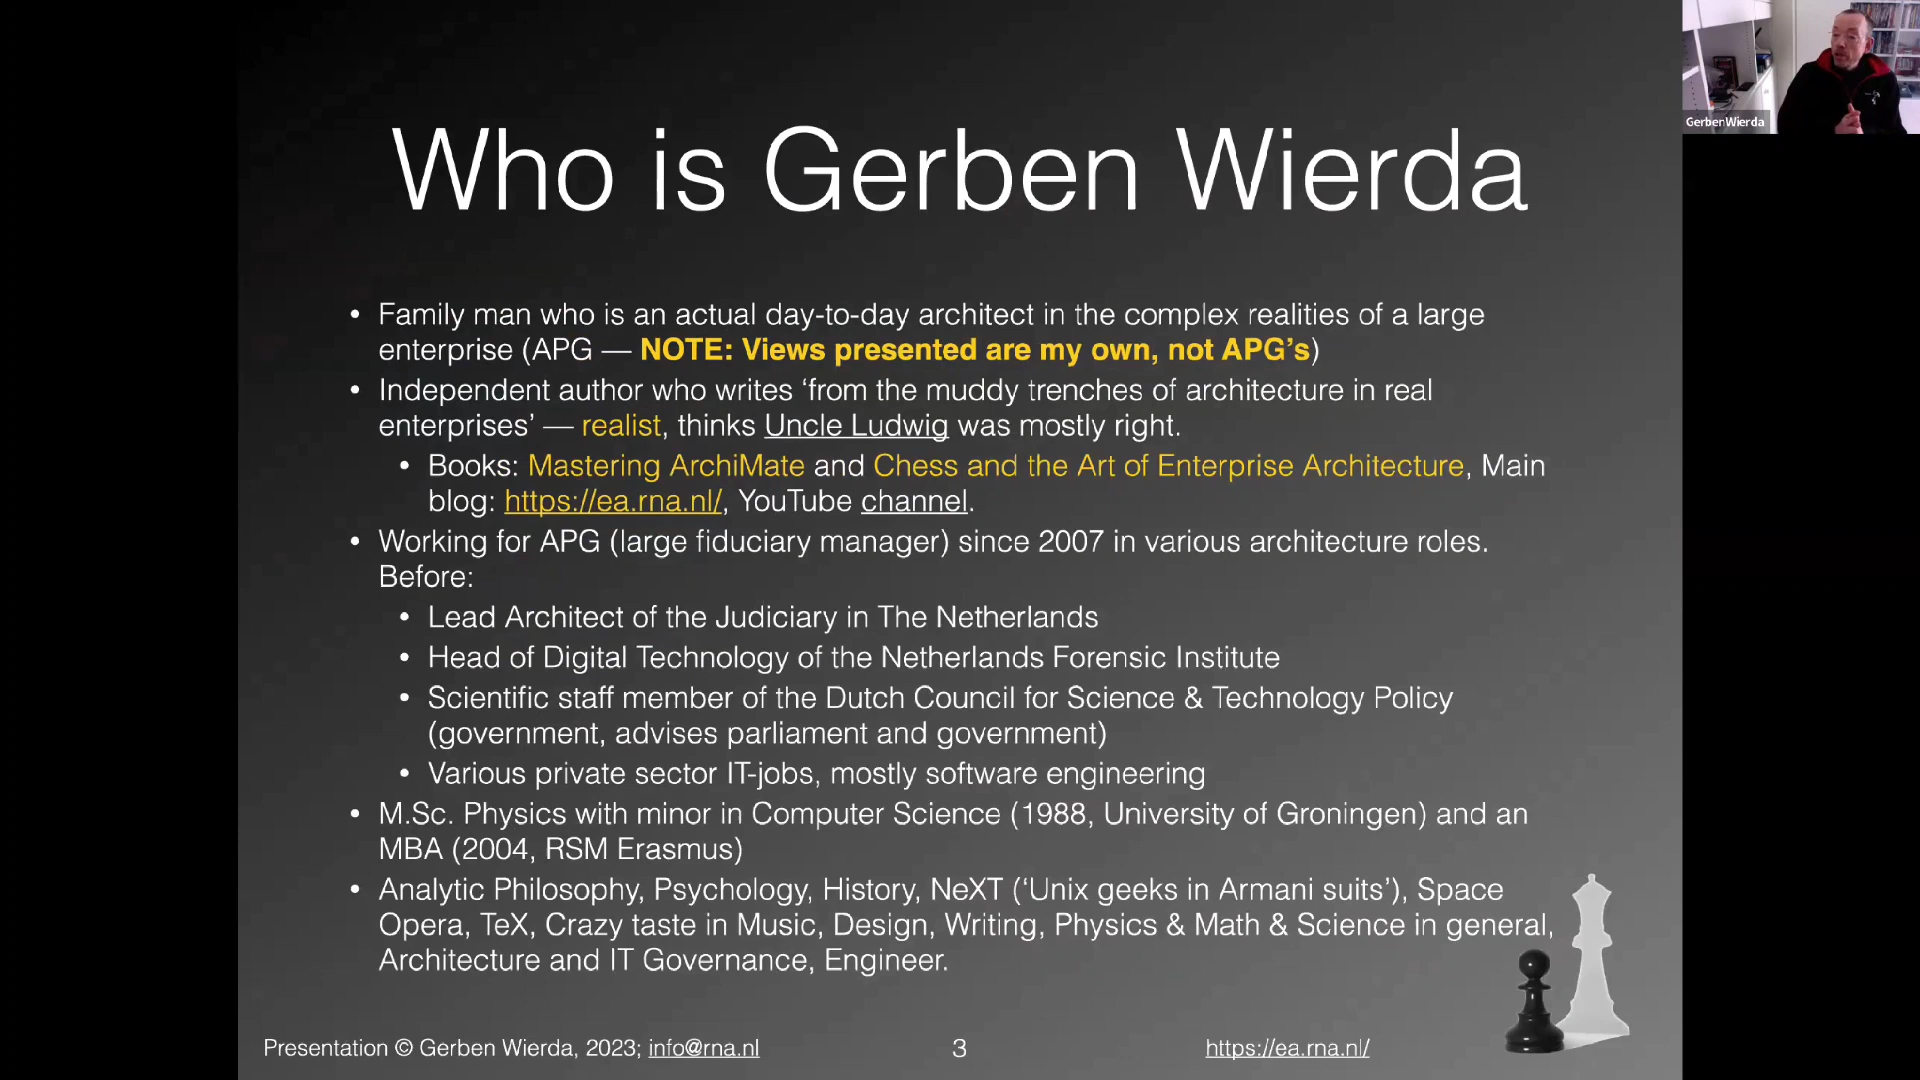 Who is Gerben Wierda
• Family man who is an actual day-to-day architect in the complex realities of a large
enterprise (APG — NOTE: Views presented are my own, not APG’s)
• Independent author who writes ‘from the muddy trenches of architecture in real
enterprises’ — realist, thinks Uncle Ludwig was mostly right.
• Books: Mastering ArchiMate and Chess and the Art of Enterprise Architecture, Main
blog: https://ea.rna.nl/, YouTube channel.
• Working for APG (large fiduciary manager) since 2007 in various architecture roles.
Before:
• Lead Architect of the Judiciary in The Netherlands
• Head of Digital Technology of the Netherlands Forensic Institute
• Scientific staff member of the Dutch Council for Science & Technology Policy
(government, advises parliament and government)
• Various private sector IT-jobs, mostly software engineering
• M.Sc. Physics with minor in Computer Science (1988, University of Groningen) and an
MBA (2004, RSM Erasmus)
• Analytic Philosophy, Psychology, History, NeXT (‘Unix geeks in Armani suits’), Space
Opera, TeX, Crazy taste in Music, Design, Writing, Physics & Math & Science in general,
Architecture and IT Governance, Engineer.
Presentation © Gerben Wierda, 2023; info@rna.nl
3
https://ea.rna.nl/
GerbenWierda